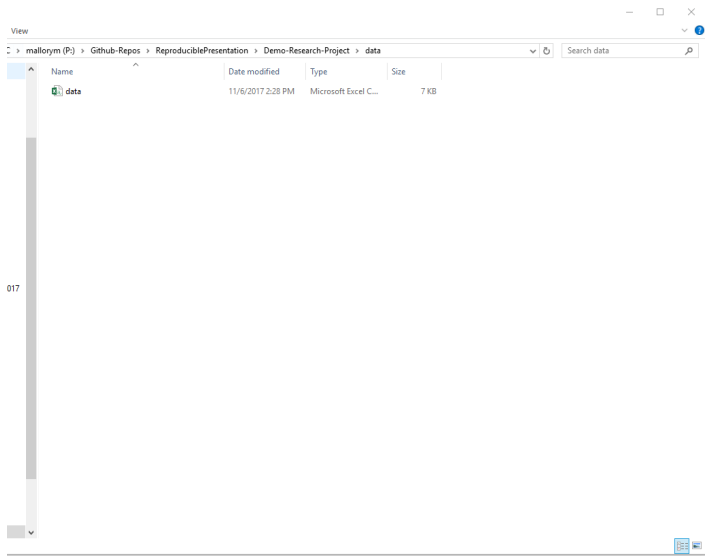 View
?
mallorym (P:) > Github-Repos > ReproduciblePresentation > Demo-Research-Project > data
Search data
Name Date modified Type Size
data 11/6/2017 2:28 PM Microsoft Excel C... 7 KB
017